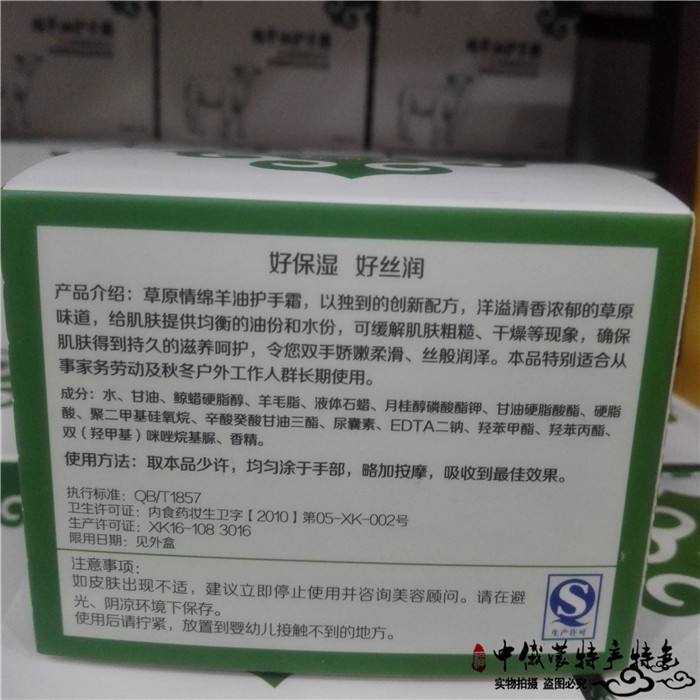 绵羊油护手霜
好保湿 好丝润
产品介绍：草原情绵羊油护手霜，以独到的创新配方，洋溢清香浓郁的草原
味道，给肌肤提供均衡的油份和水份，可缓解肌肤粗糙、干燥等现象，确保
肌肤得到持久的滋养呵护，令您双手娇嫩柔滑、丝般润泽。本品特别适合从
事家务劳动及秋冬户外工作人群长期使用。
成分：水、甘油、鲸蜡硬脂醇、羊毛脂、液体石蜡、月桂醇磷酸酯钾、甘油硬脂酸酯、硬脂
酸、聚二甲基硅氧烷、辛酸癸酸甘油三酯、尿囊素、EDTA二钠、羟苯甲酯、羟苯丙酯、
双（羟甲基）咪唑烷基脲、香精。
使用方法：取本品少许，均匀涂于手部，略加按摩，吸收到最佳效果。
执行标准：QB/T1857
卫生许可证：内食药妆生卫字【2010】第05-XK-002号
生产许可证：XK16-108 3016
限用日期：见外盒
注意事项：
如皮肤出现不适，建议立即停止使用并咨询美容顾问。请在避
光、阴凉环境下保存。
使用后请拧紧，放置到婴幼儿接触不到的地方。
生产许可
中俄蒙特产特色
实物拍摄 盗图必究